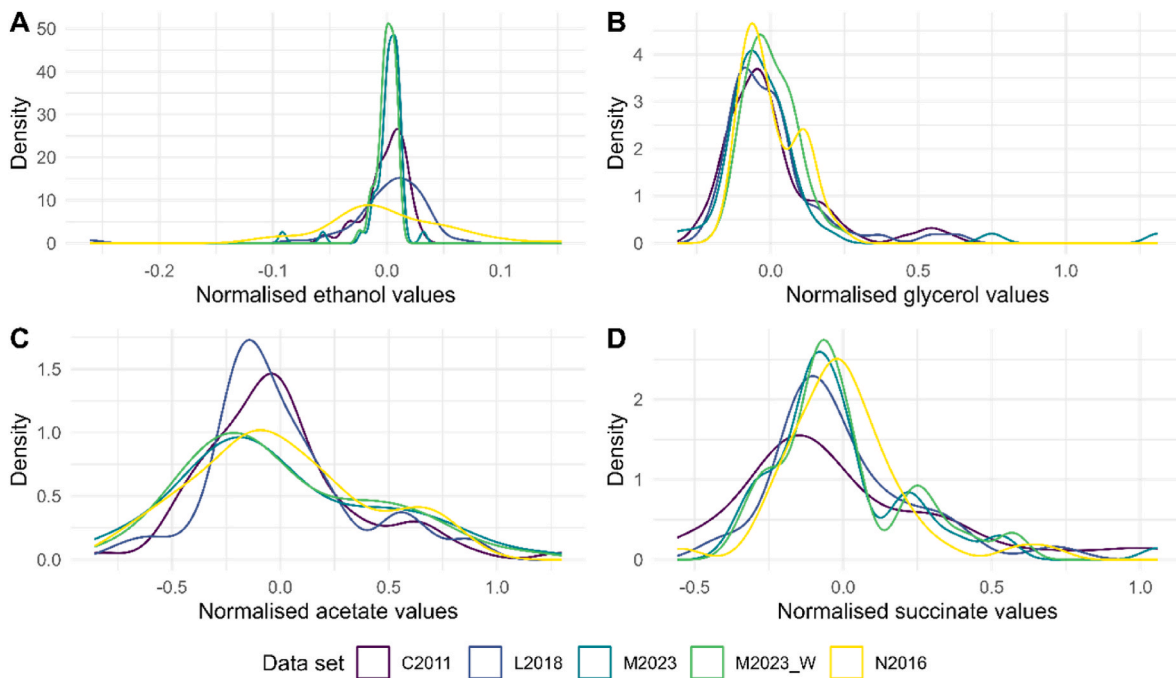 A
B
50
40
30
20
10
0
Density
-0.2
-0.1
0.0
0.1
Normalised ethanol values
4
3
2
1
0
Density
0.0
0.5
1.0
Normalised glycerol values
C
D
1.5
1.0
0.5
0.0
Density
-0.5
0.0
0.5
1.0
Normalised acetate values
2
1
0
Density
-0.5
0.0
0.5
1.0
Normalised succinate values
Data set C2011 L2018 M2023 M2023_W N2016